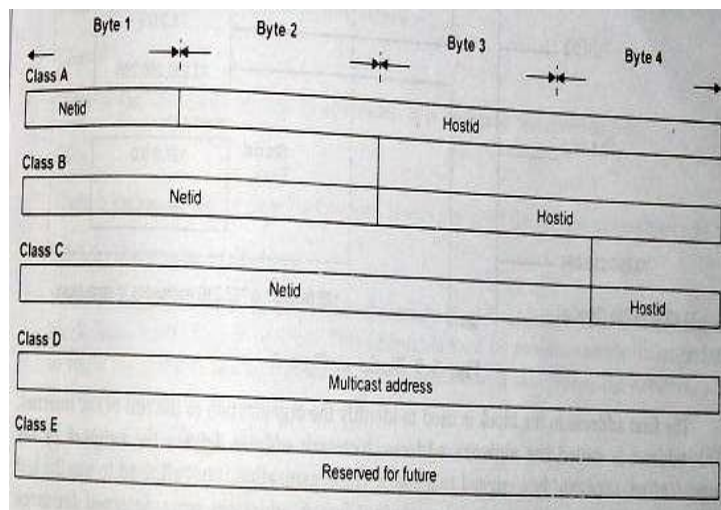 Byte 1 Byte 2 Byte 3 Byte 4
Class A
Netid Hostid
Class B
Netid Hostid
Class C
Netid Hostid
Class D
Multicast address
Class E
Reserved for future